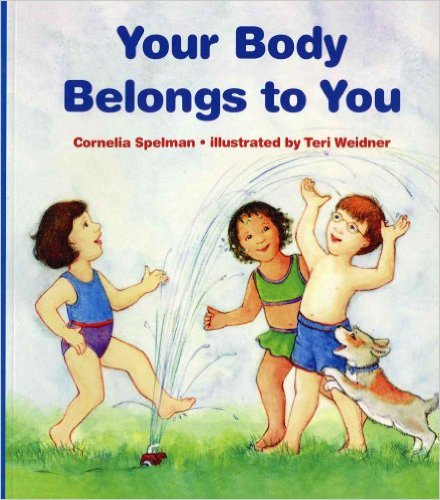 Your Body
Belongs to You
Cornelia Spelman • illustrated by Teri Weidner